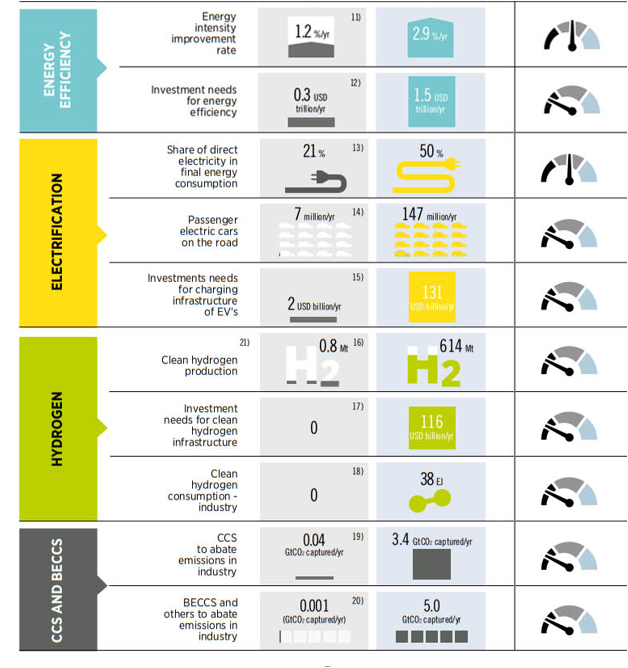 ENERGY
EFFICIENCY
Energy
intensity
improvement
rate
1.2 %/yr
11)
2.9 %/yr
Investment needs
for energy
efficiency
0.3 USD
trillion/yr
12)
1.5 USD
trillion/yr
ELECTRIFICATION
Share of direct
electricity in
final energy
consumption
21 %
13)
50 %
Passenger
electric cars
on the road
7 million/yr
14)
147 million/yr
Investments needs
for charging
infrastructure
of EV's
2 USD billion/yr
15)
131
USD billion/yr
HYDROGEN
21)
Clean hydrogen
production
0.8 Mt
16)
H2
614 Mt
H2
Investment
needs for clean
hydrogen
infrastructure
0
17)
116
USD billion/yr
Clean
hydrogen
consumption -
industry
0
18)
38 EJ
CCS AND BECCS
CCS
to abate
emissions in
industry
0.04
GtCO₂ captured/yr
19)
3.4 GtCO₂ captured/yr
BECCS and
others to abate
emissions in
industry
0.001
(GtCO₂ captured/yr)
20)
5.0
GtCO₂ captured/yr